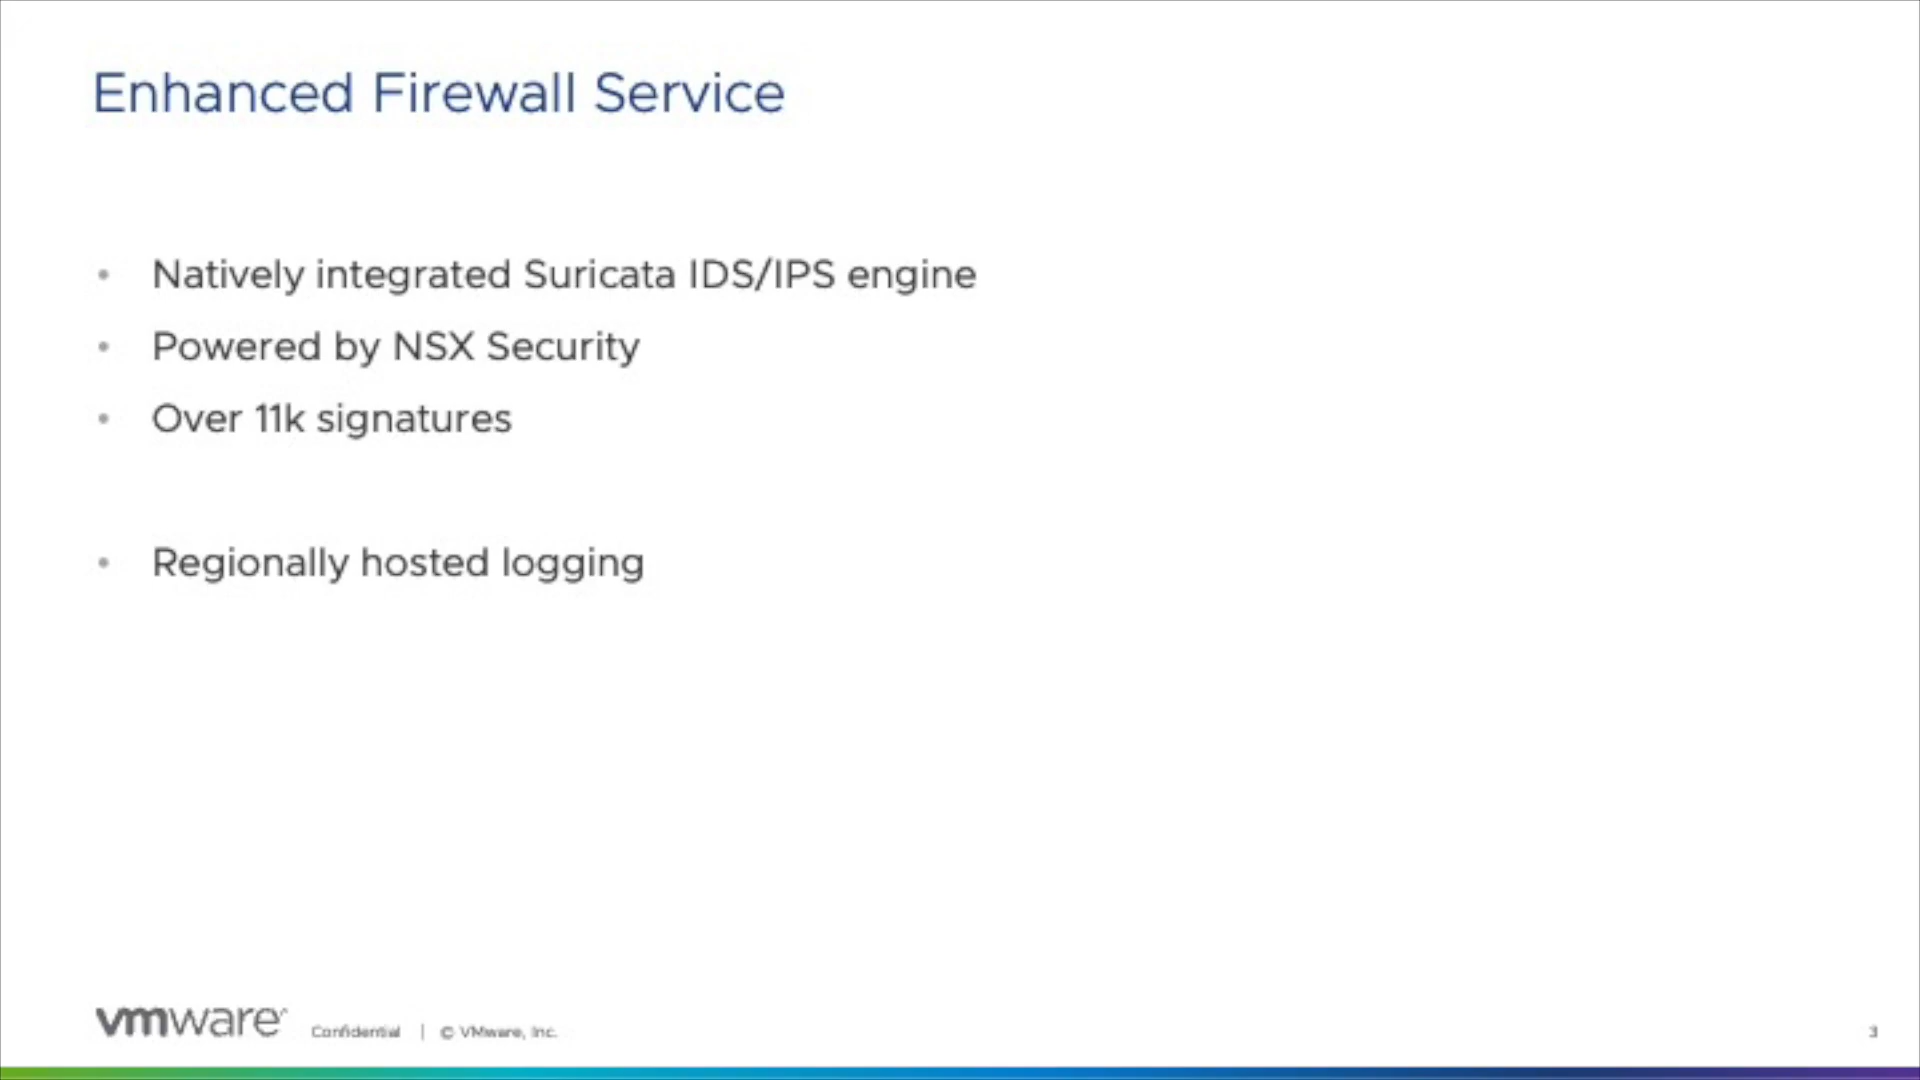 Enhanced Firewall Service
• Natively integrated Suricata IDS/IPS engine
• Powered by NSX Security
• Over 11k signatures
• Regionally hosted logging
vmware Confidential | © VMware, Inc. 3